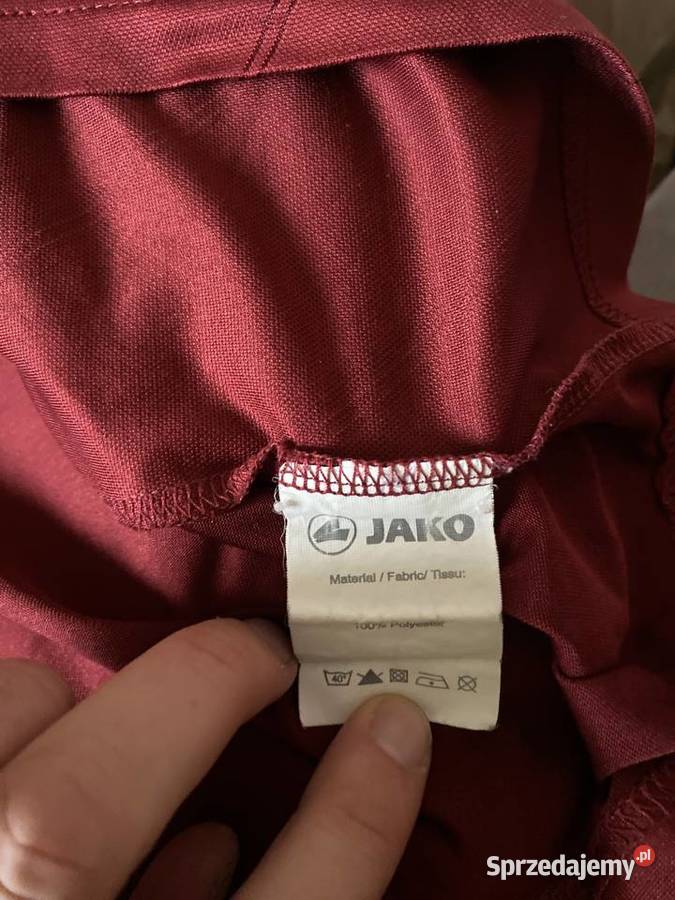 JAKO
Material / Fabric/ Tissu:
100% Polyester
40°
Sprzedajemy.pl